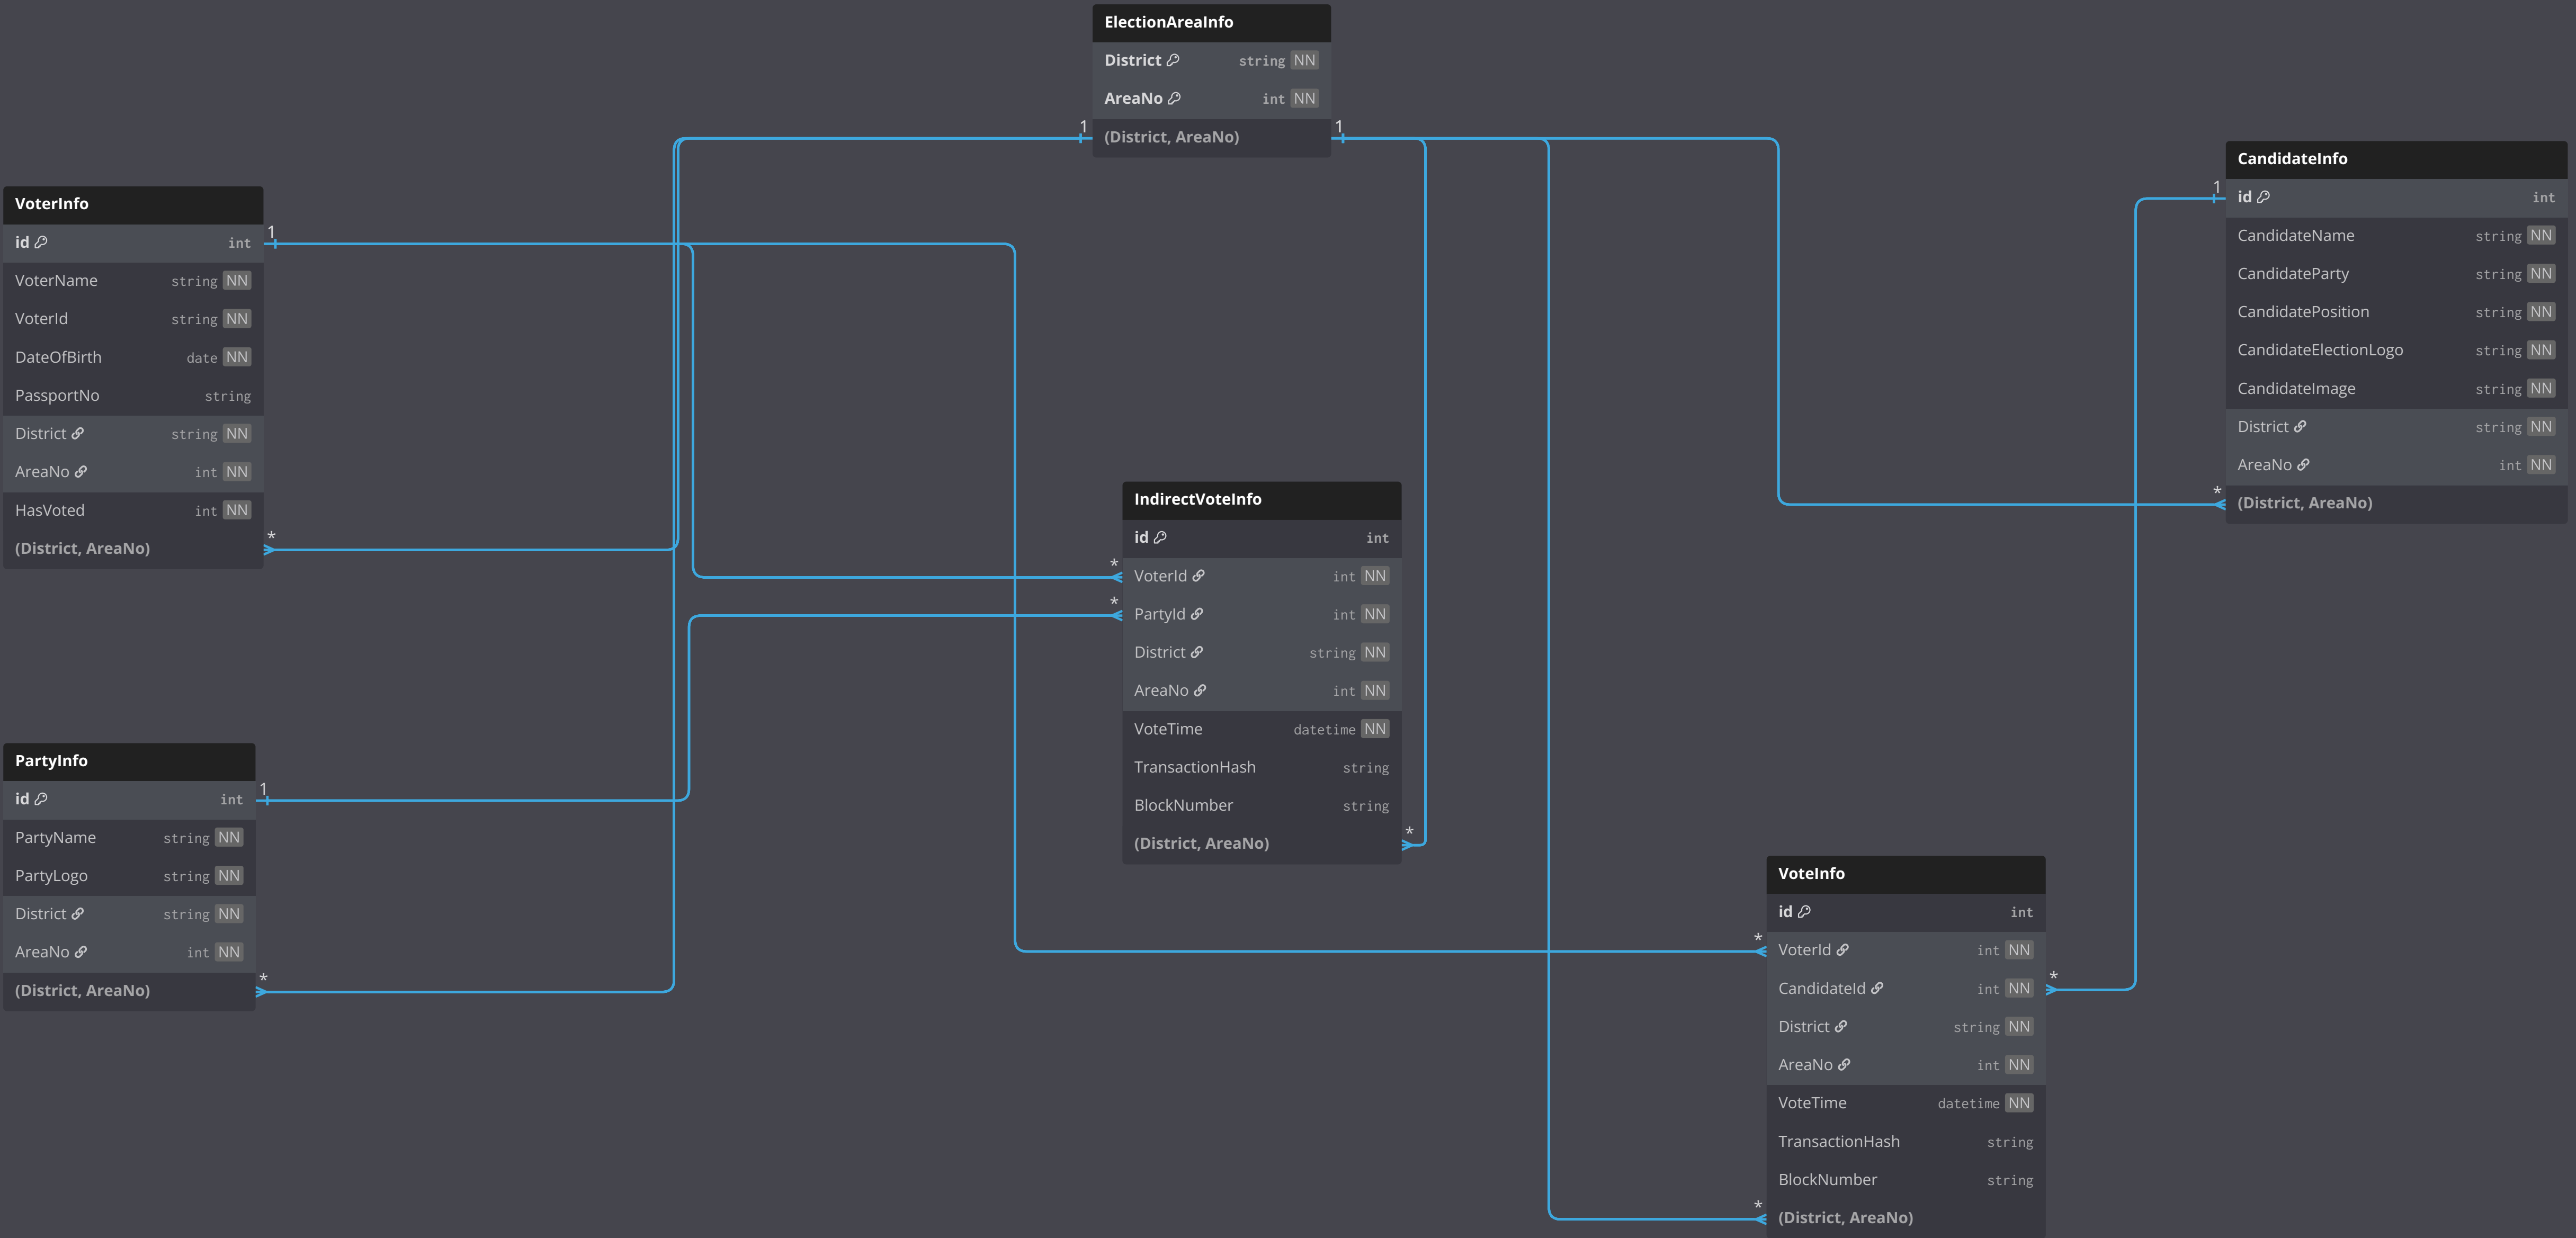 ElectionAreaInfo
District string NN
AreaNo int NN
1 (District, AreaNo) 1
VoterInfo
id int 1
VoterName string NN
VoterId string NN
DateOfBirth date NN
PassportNo string
District string NN
AreaNo int NN
HasVoted int NN
(District, AreaNo) *
CandidateInfo
1 id int
CandidateName string NN
CandidateParty string NN
CandidatePosition string NN
CandidateElectionLogo string NN
CandidateImage string NN
District string NN
AreaNo int NN
* (District, AreaNo)
IndirectVoteInfo
id int
* VoterId int NN
* PartyId int NN
District string NN
AreaNo int NN
VoteTime datetime NN
TransactionHash string
BlockNumber string
(District, AreaNo) *
PartyInfo
id int 1
PartyName string NN
PartyLogo string NN
District string NN
AreaNo int NN
(District, AreaNo) *
VoteInfo
id int
* VoterId int NN
CandidateId int NN *
District string NN
AreaNo int NN
VoteTime datetime NN
TransactionHash string
BlockNumber string
* (District, AreaNo)